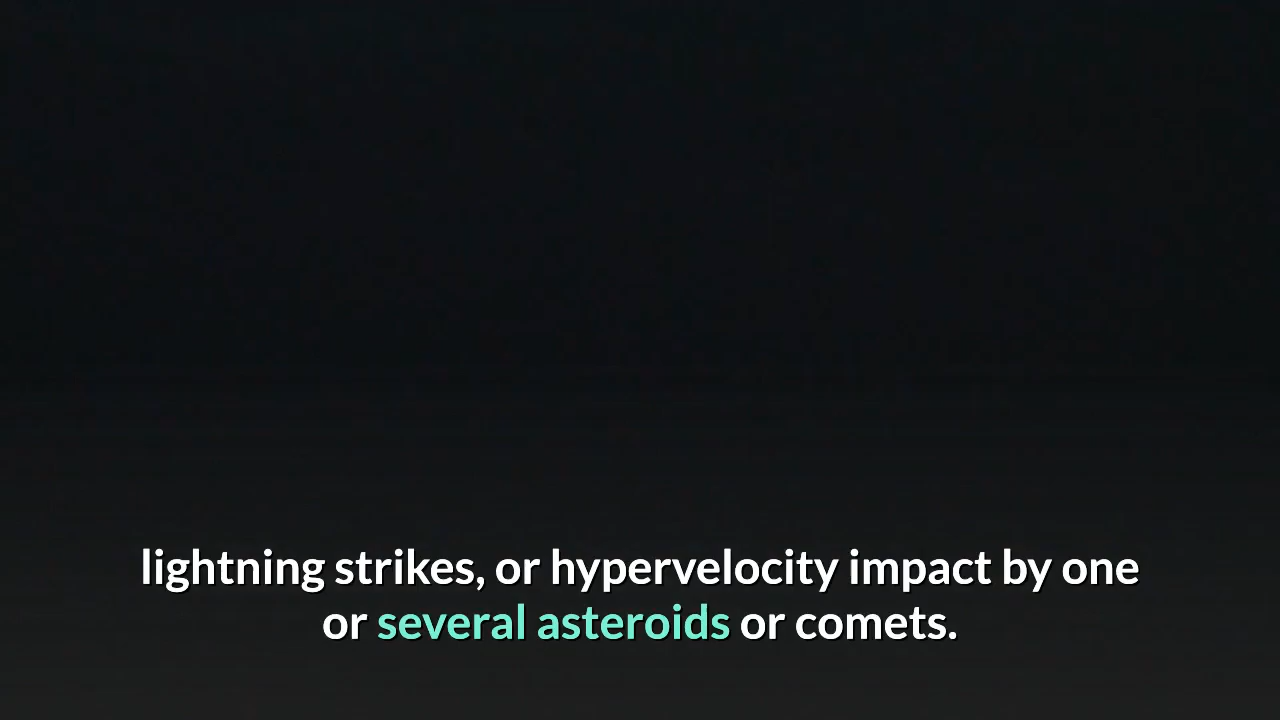 lightning strikes, or hypervelocity impact by one
or several asteroids or comets.